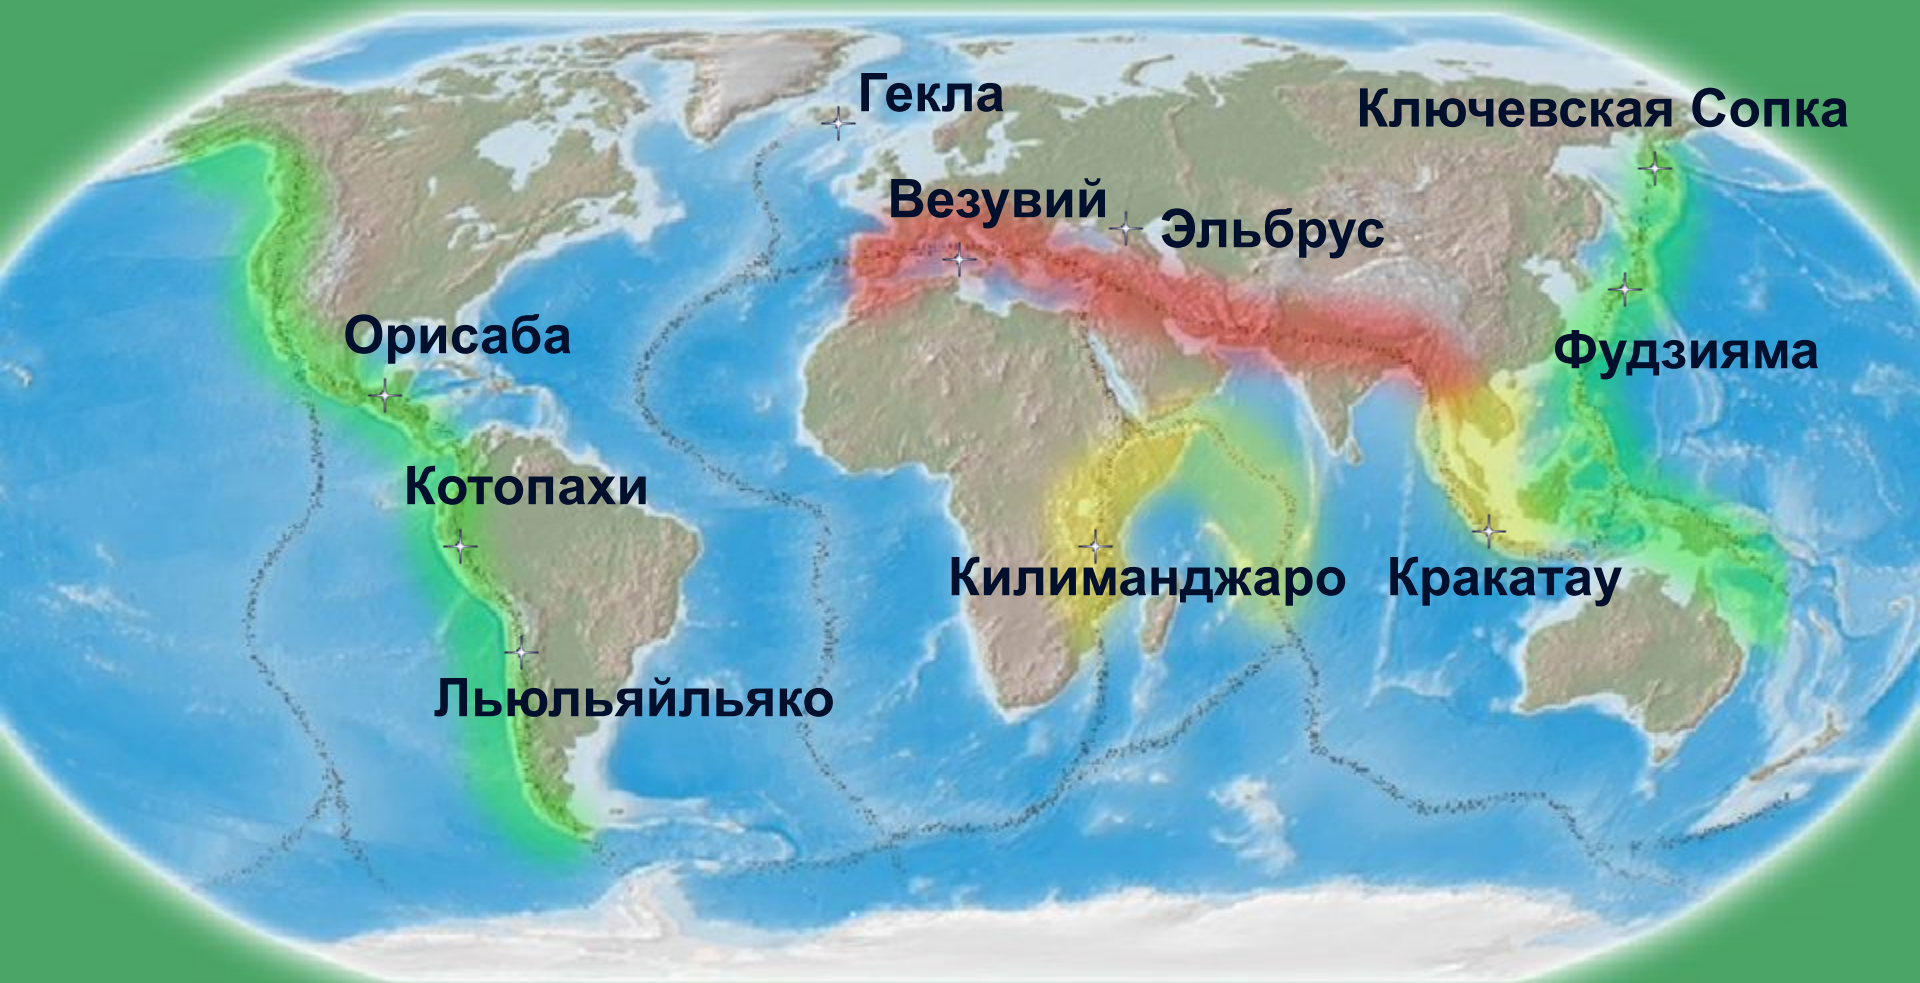 Гекла
Ключевская Сопка
Везувий
Эльбрус
Орисаба
Фудзияма
Котопахи
Килиманджаро
Кракатау
Льюльяйльяко